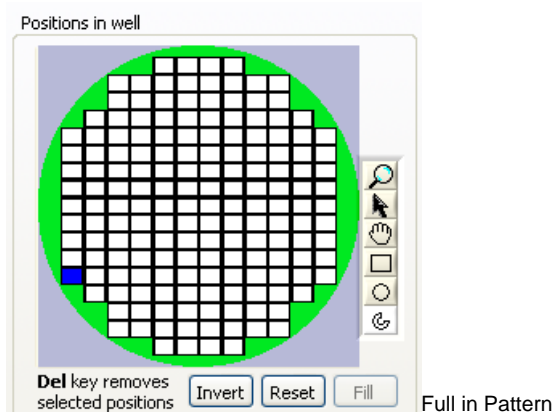 Positions in well
Del key removes
selected positions
Invert Reset Fill
Full in Pattern